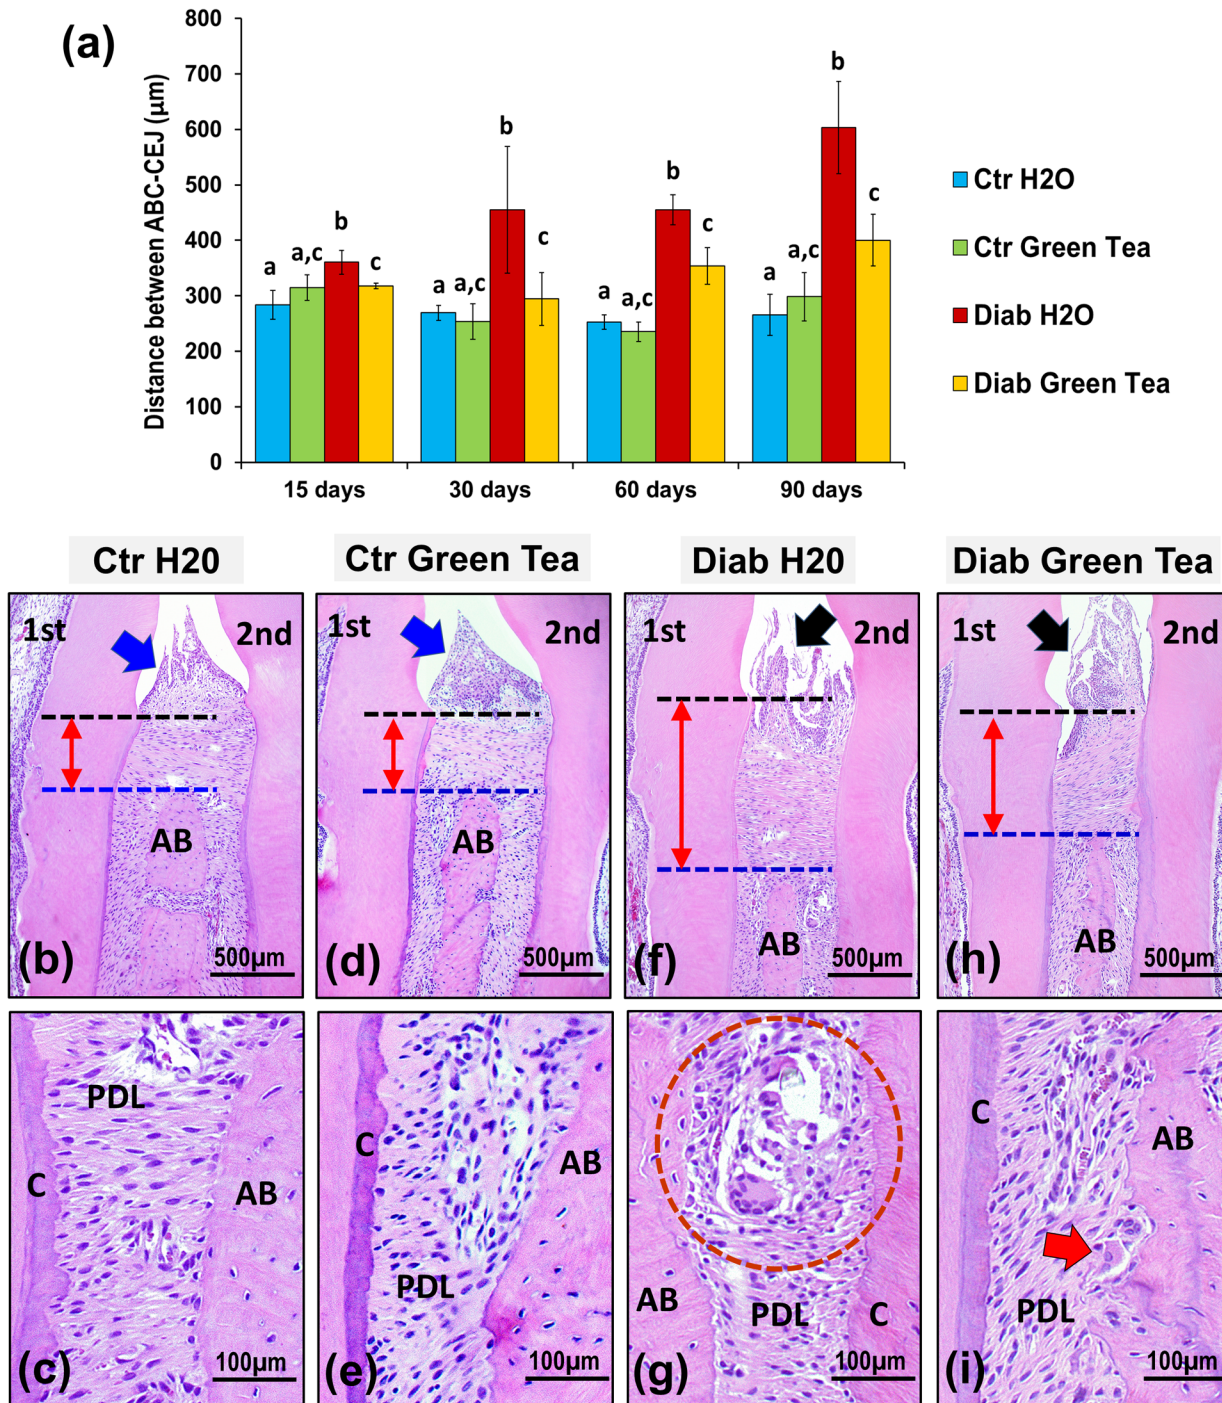 (a)
Distance between ABC-CEJ (µm)
800
700
600
500
400
300
200
100
0
a
a,c
b
c
a
a,c
b
c
a
a,c
b
c
a
a,c
b
c
15 days
30 days
60 days
90 days
Ctr H2O
Ctr Green Tea
Diab H2O
Diab Green Tea
Ctr H20
Ctr Green Tea
Diab H20
Diab Green Tea
1st
2nd
AB
(b)
500µm
1st
2nd
AB
(d)
500µm
1st
2nd
AB
(f)
500µm
1st
2nd
AB
(h)
500µm
PDL
C
AB
(c)
100µm
C
AB
PDL
(e)
100µm
AB
PDL
C
(g)
100µm
C
AB
PDL
(i)
100µm